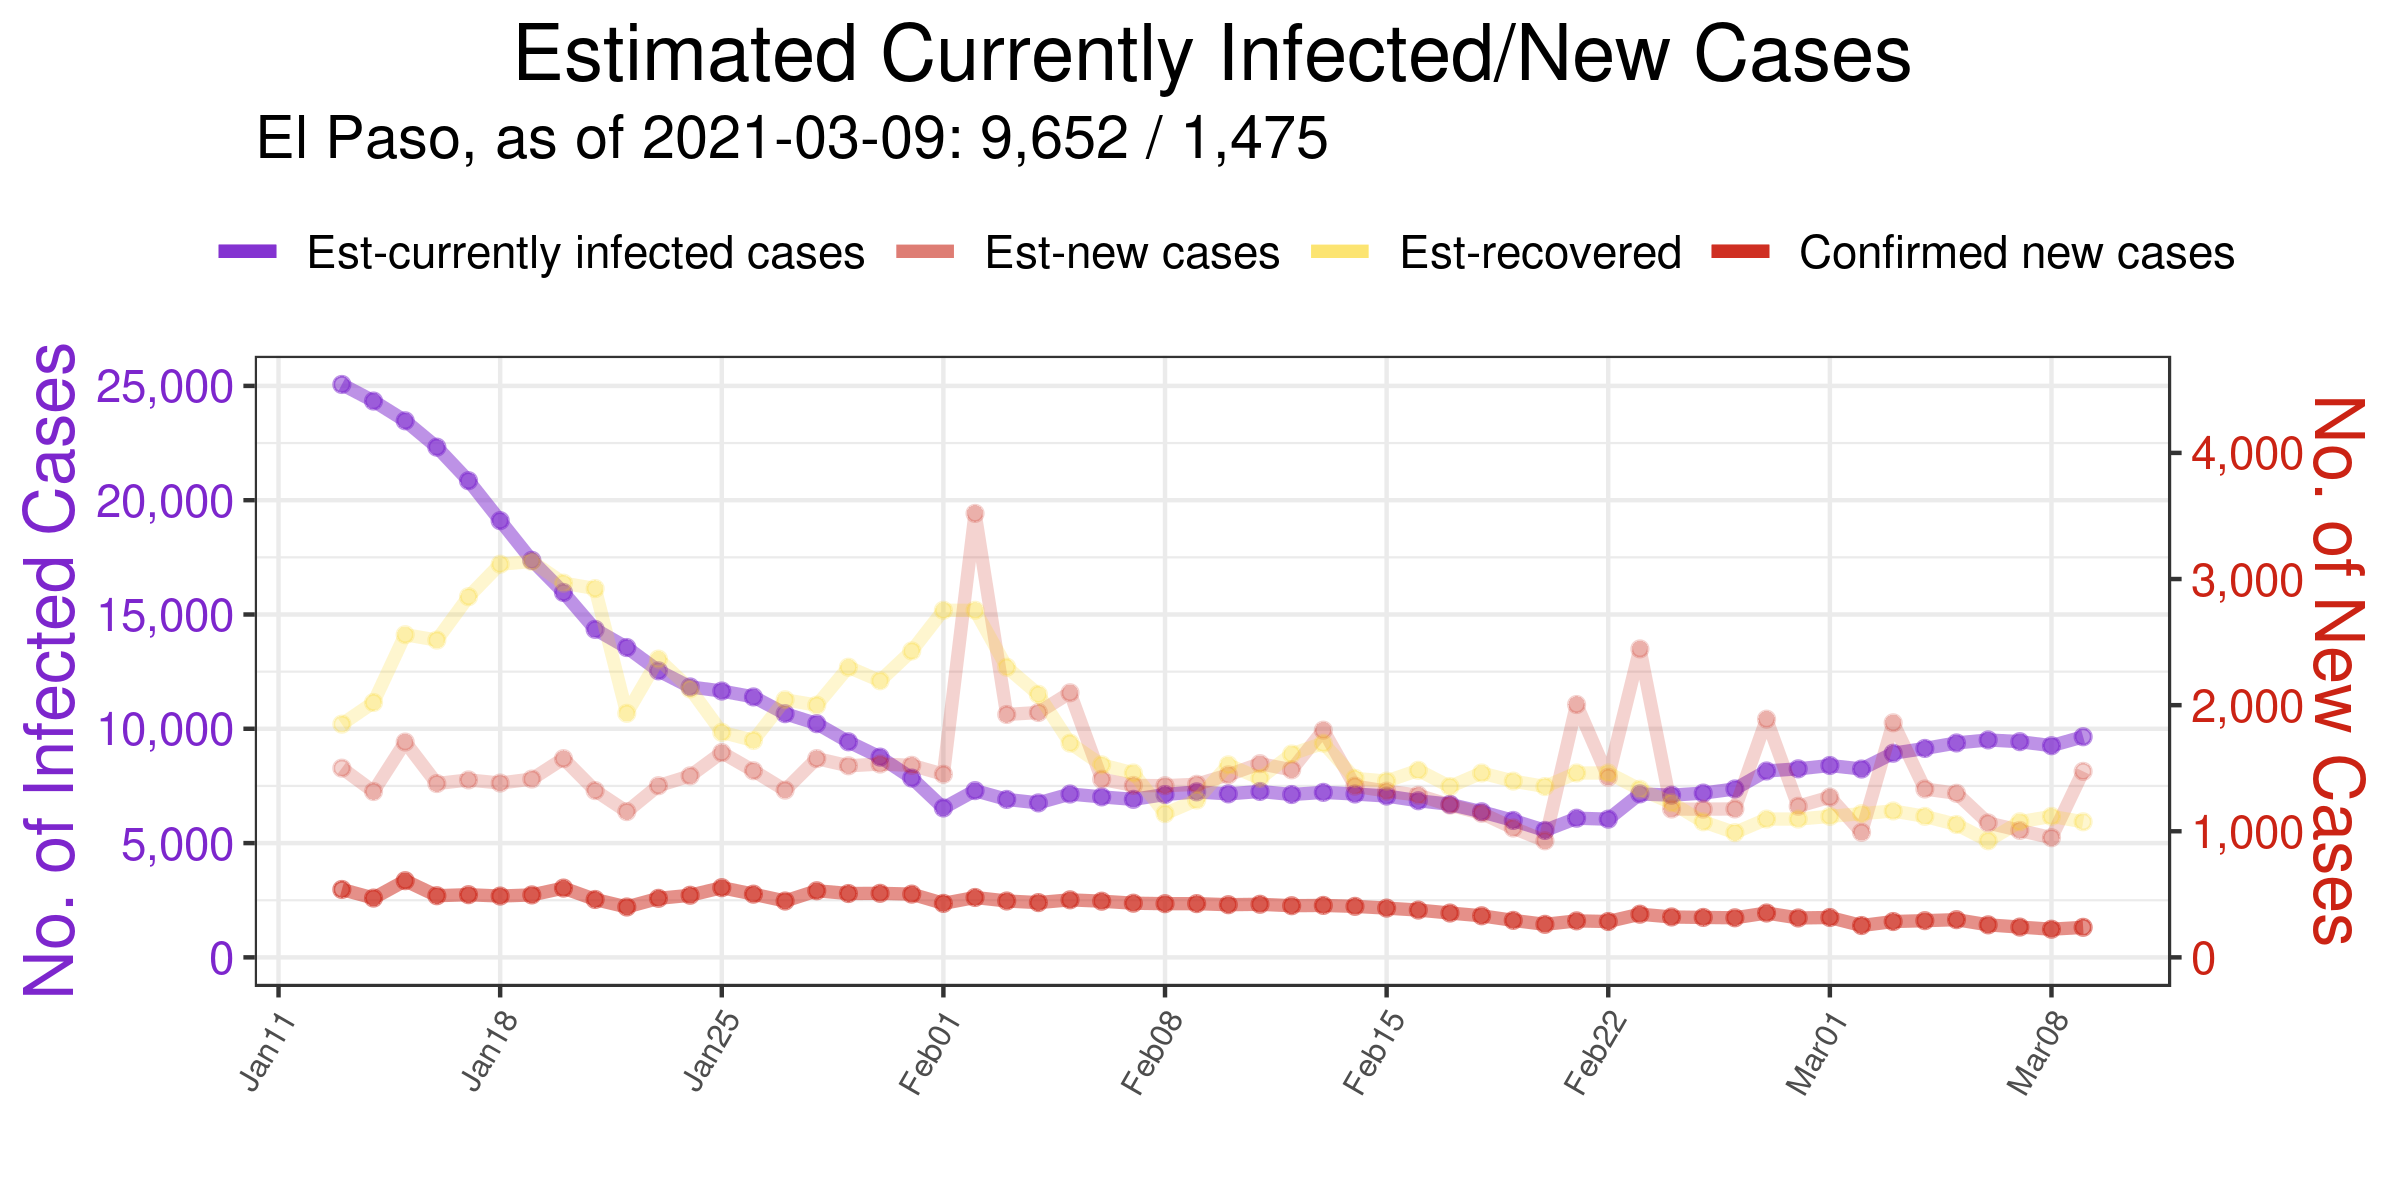 Estimated Currently Infected/New Cases
El Paso, as of 2021-03-09: 9,652 / 1,475
Est-currently infected cases Est-new cases Est-recovered Confirmed new cases
No. of Infected Cases
25,000
20,000
15,000
10,000
5,000
0
4,000
3,000
2,000
1,000
0
No. of New Cases
Jan11 Jan18 Jan25 Feb01 Feb08 Feb15 Feb22 Mar01 Mar08